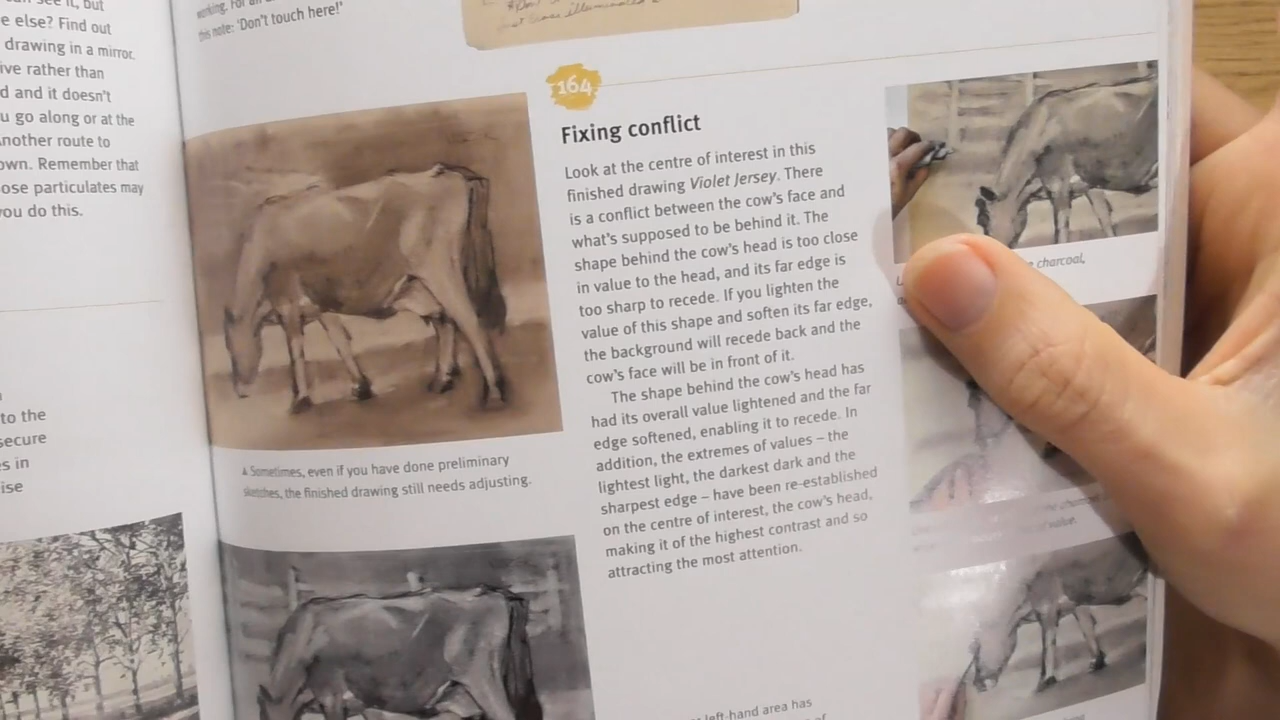 see it, but
e else? Find out
drawing in a mirror.
ive rather than
d and it doesn't
u go along or at the
Another route to
own. Remember that
ose particulates may
you do this.
to the
secure
es in
ise
working. For
this note: 'Don't touch here!'
164
Fixing conflict
Look at the centre of interest in this
finished drawing Violet Jersey. There
is a conflict between the cow's face and
what's supposed to be behind it. The
shape behind the cow's head is too close
in value to the head, and its far edge is
too sharp to recede. If you lighten the
value of this shape and soften its far edge,
the background will recede back and the
cow's face will be in front of it.
The shape behind the cow's head has
had its overall value lightened and the far
edge softened, enabling it to recede. In
addition, the extremes of values – the
lightest light, the darkest dark and the
sharpest edge – have been re-established
on the centre of interest, the cow's head,
making it of the highest contrast and so
attracting the most attention.
Sometimes, even if you have done preliminary
sketches, the finished drawing still needs adjusting.
left-hand area has
charcoal,
of value.